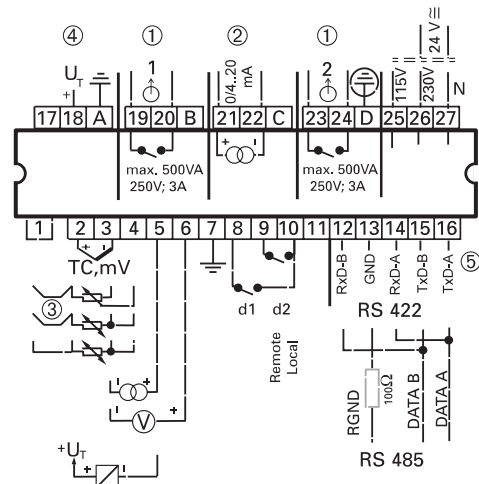 ④ ① ② ①
24 V ≂
U_T 1 0/4..20 mA 2 115V 230V N
+
17 18 A 19 20 B 21 22 C 23 24 D 25 26 27
+ -
max. 500VA
250V; 3A
max. 500VA
250V; 3A
1 2 3 4 5 6 7 8 9 10 11 12 13 14 15 16
+ -
TC,mV
RxD-B
GND
RxD-A
TxD-B
TxD-A
⑤
③
d1 d2
RS 422
Remote
Local
- +
- V +
RGND
100Ω
DATA B
DATA A
+U_T
+ -
RS 485